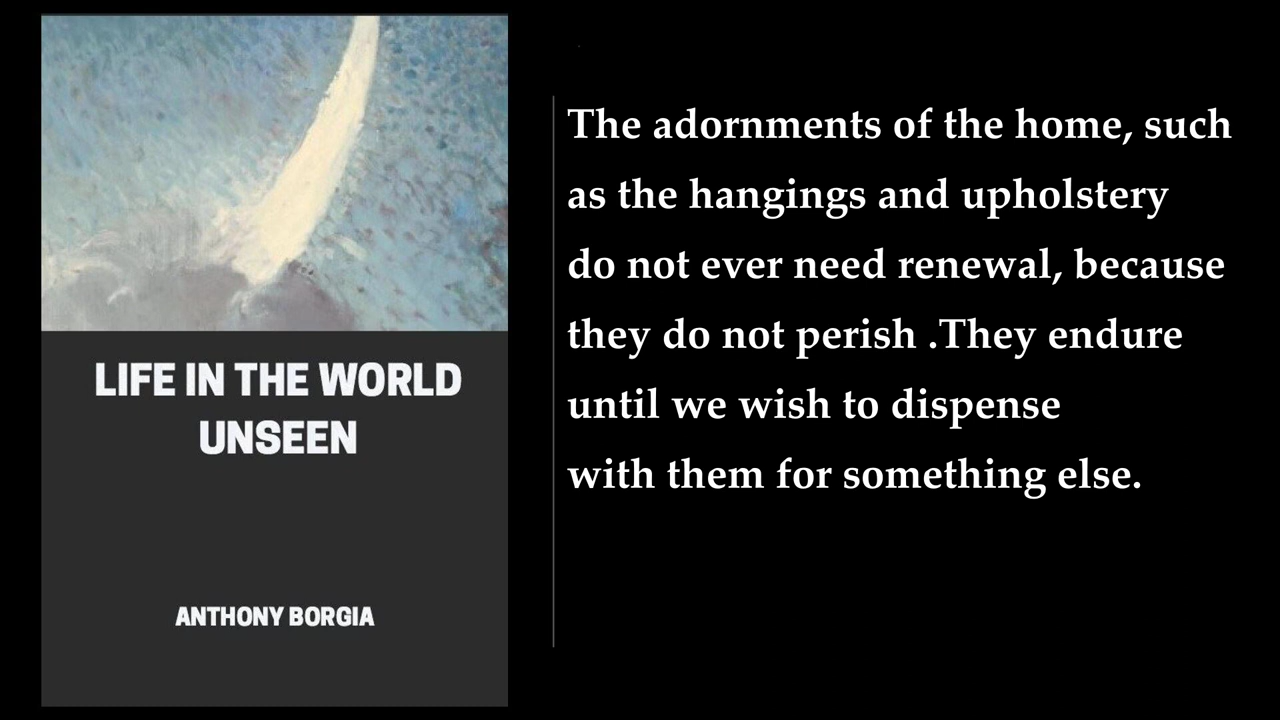 LIFE IN THE WORLD
UNSEEN
ANTHONY BORGIA
The adornments of the home, such
as the hangings and upholstery
do not ever need renewal, because
they do not perish .They endure
until we wish to dispense
with them for something else.